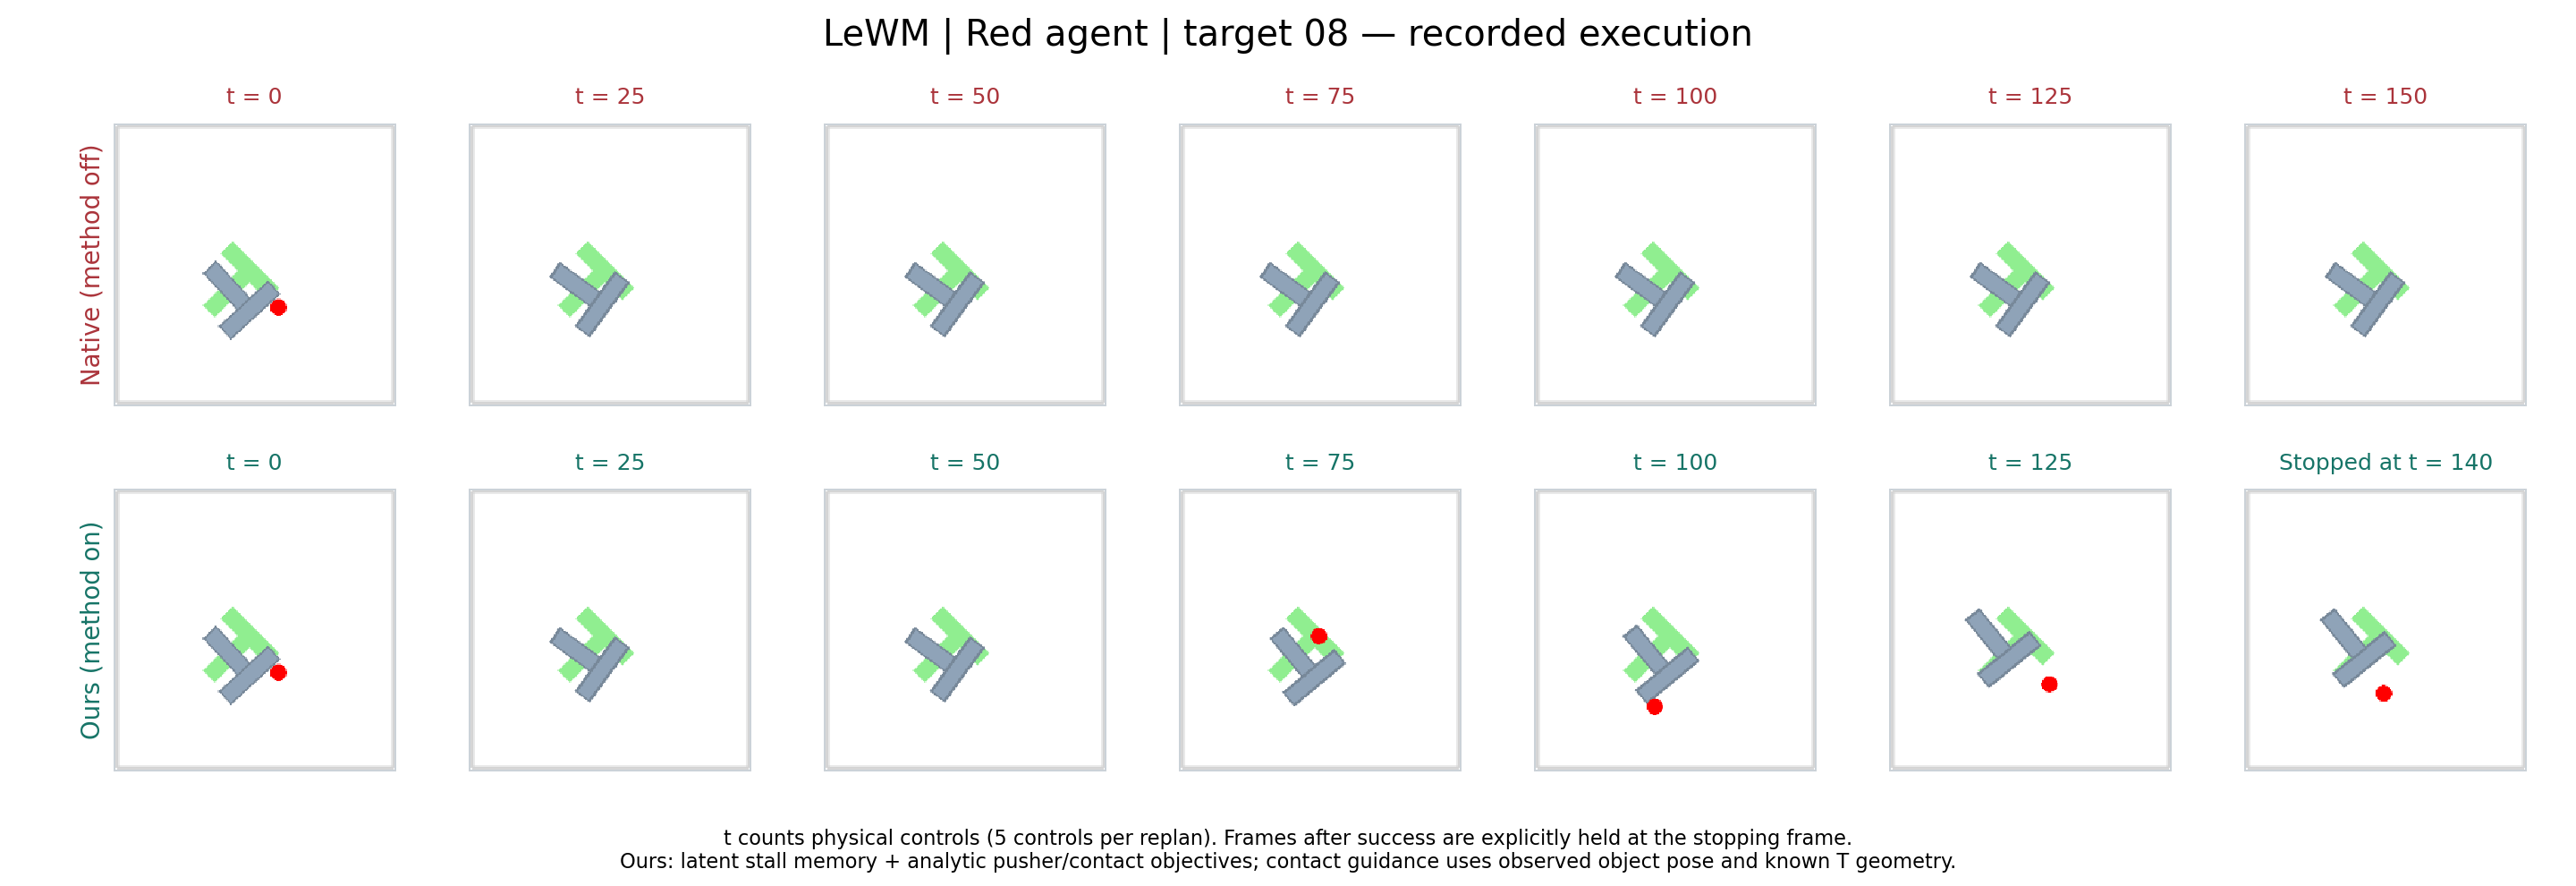 LeWM | Red agent | target 08 — recorded execution
t = 0
t = 25
t = 50
t = 75
t = 100
t = 125
t = 150
Native (method off)
t = 0
t = 25
t = 50
t = 75
t = 100
t = 125
Stopped at t = 140
Ours (method on)
t counts physical controls (5 controls per replan). Frames after success are explicitly held at the stopping frame.
Ours: latent stall memory + analytic pusher/contact objectives; contact guidance uses observed object pose and known T geometry.